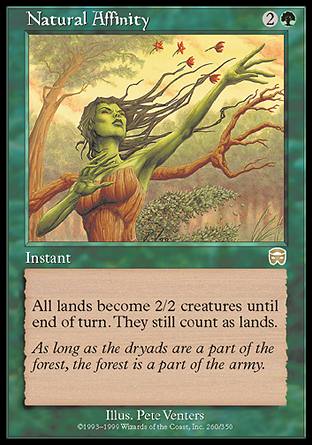 Natural Affinity 2
Instant
All lands become 2/2 creatures until
end of turn. They still count as lands.
As long as the dryads are a part of the
forest, the forest is a part of the army.
Illus. Pete Venters
©1993–1999 Wizards of the Coast, Inc. 260/350